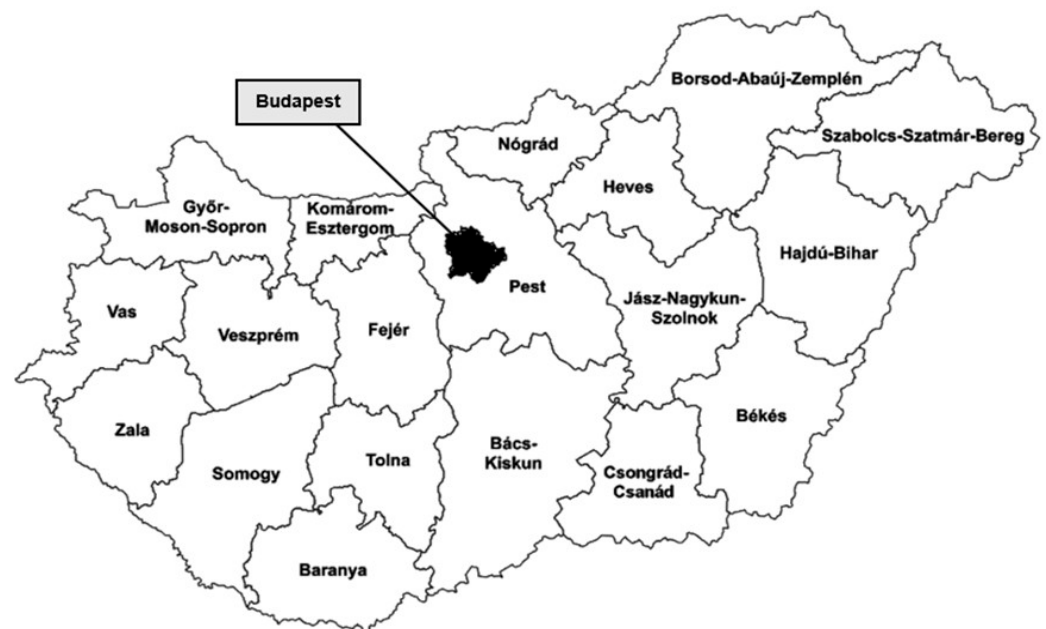 Borsod-Abaúj-Zemplén
Budapest
Szabolcs-Szatmár-Bereg
Nógrád
Heves
Győr-
Moson-Sopron
Komárom-
Esztergom
Hajdú-Bihar
Pest
Jász-Nagykun-
Szolnok
Vas
Veszprém
Fejér
Békés
Zala
Somogy
Tolna
Bács-
Kiskun
Csongrád-
Csanád
Baranya